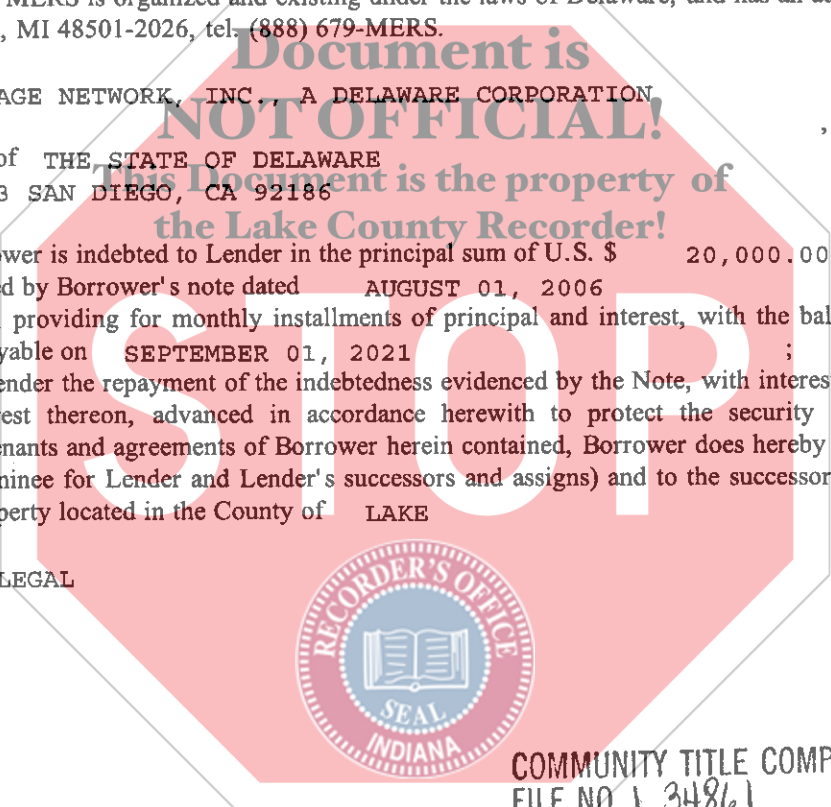 MERS is organized and existing under the laws of Delaware, and has an
, MI 48501-2026, tel. (888) 679-MERS.
Document is
AGE NETWORK, INC., A DELAWARE CORPORATION
NOT OFFICIAL!
,
of THE STATE OF DELAWARE
This Document is the property of
3 SAN DIEGO, CA 92186
the Lake County Recorder!
wer is indebted to Lender in the principal sum of U.S. $ 20,000.00
d by Borrower's note dated AUGUST 01, 2006
providing for monthly installments of principal and interest, with the bal
yable on SEPTEMBER 01, 2021 ;
ender the repayment of the indebtedness evidenced by the Note, with interes
est thereon, advanced in accordance herewith to protect the security
nants and agreements of Borrower herein contained, Borrower does hereby
minee for Lender and Lender's successors and assigns) and to the successor
perty located in the County of LAKE
STOP
LEGAL
RECORDER'S OFFICE
SEAL
INDIANA
COMMUNITY TITLE COMP
FILE NO L 34861